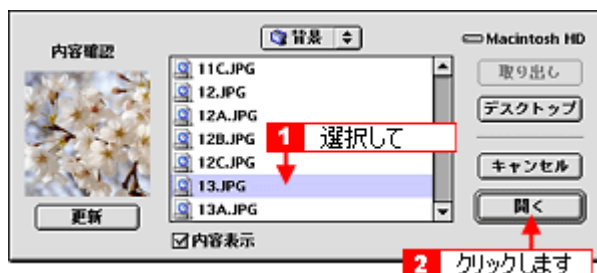 背景
Macintosh HD
内容確認
11C.JPG
12.JPG
12A.JPG
12B.JPG
12C.JPG
13.JPG
13A.JPG
1 選択して
取り出し
デスクトップ
キャンセル
開く
更新
内容表示
2 クリックします